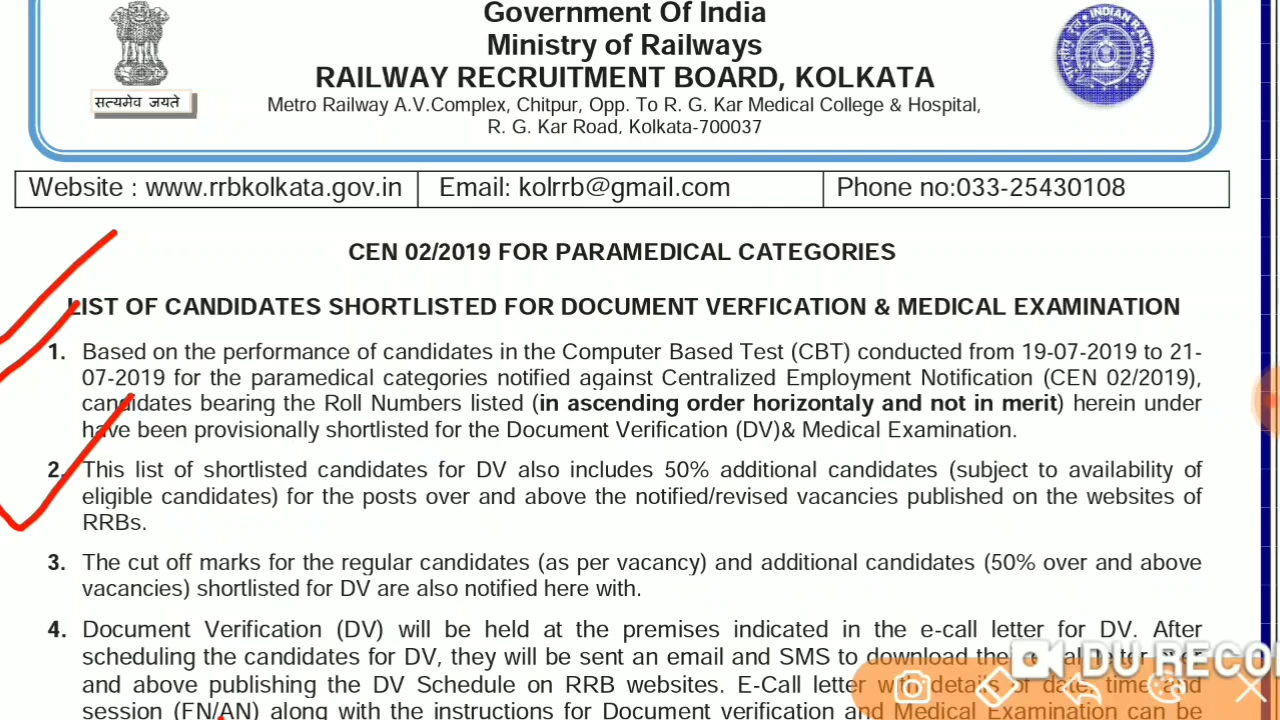 Government Of India
Ministry of Railways
RAILWAY RECRUITMENT BOARD, KOLKATA
सत्यमेव जयते
Metro Railway A.V.Complex, Chitpur, Opp. To R. G. Kar Medical College & Hospital,
R. G. Kar Road, Kolkata-700037
INDIAN RAILWAYS
Website : www.rrbkolkata.gov.in Email: kolrrb@gmail.com Phone no:033-25430108
CEN 02/2019 FOR PARAMEDICAL CATEGORIES
LIST OF CANDIDATES SHORTLISTED FOR DOCUMENT VERFICATION & MEDICAL EXAMINATION
1. Based on the performance of candidates in the Computer Based Test (CBT) conducted from 19-07-2019 to 21-
07-2019 for the paramedical categories notified against Centralized Employment Notification (CEN 02/2019),
candidates bearing the Roll Numbers listed (in ascending order horizontaly and not in merit) herein under
have been provisionally shortlisted for the Document Verification (DV)& Medical Examination.
2. This list of shortlisted candidates for DV also includes 50% additional candidates (subject to availability of
eligible candidates) for the posts over and above the notified/revised vacancies published on the websites of
RRBs.
3. The cut off marks for the regular candidates (as per vacancy) and additional candidates (50% over and above
vacancies) shortlisted for DV are also notified here with.
4. Document Verification (DV) will be held at the premises indicated in the e-call letter for DV. After
scheduling the candidates for DV, they will be sent an email and SMS to download the
DU RECO
and above publishing the DV Schedule on RRB websites. E-Call letter with details of date, time and
session (FN/AN) along with the instructions for Document verification and Medical Examination can be